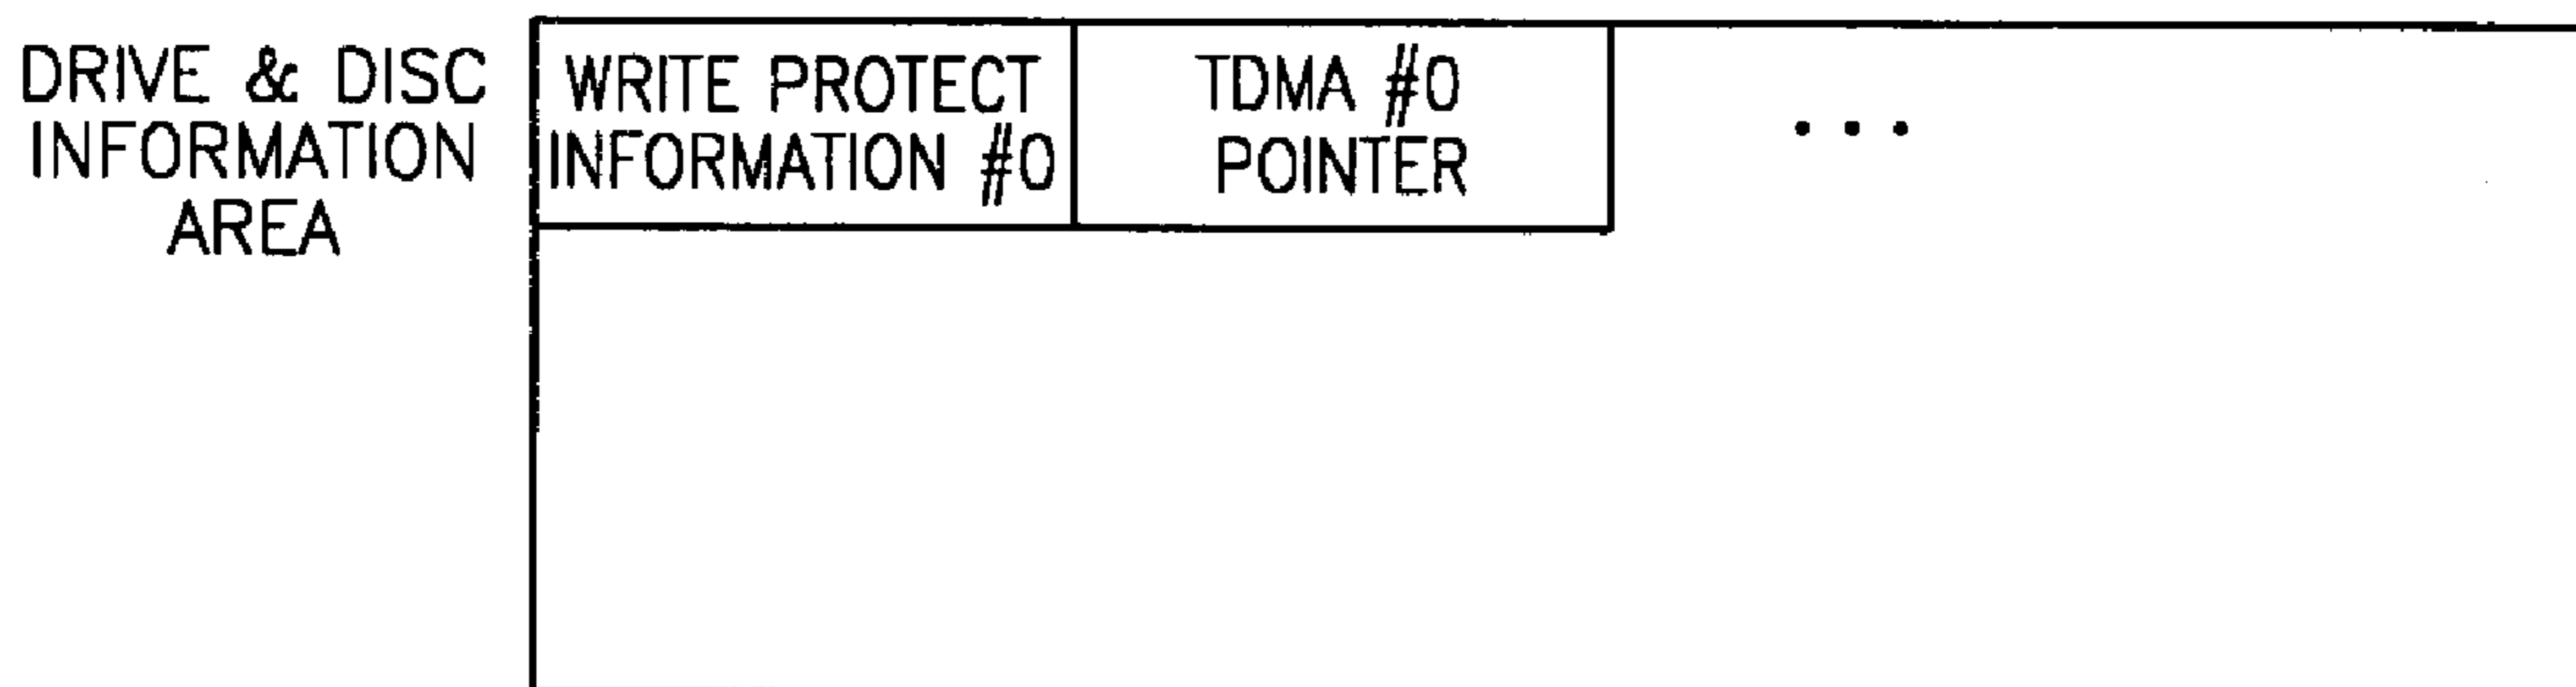 DRIVE & DISC
INFORMATION
AREA
WRITE PROTECT
INFORMATION #0
TDMA #0
POINTER
...